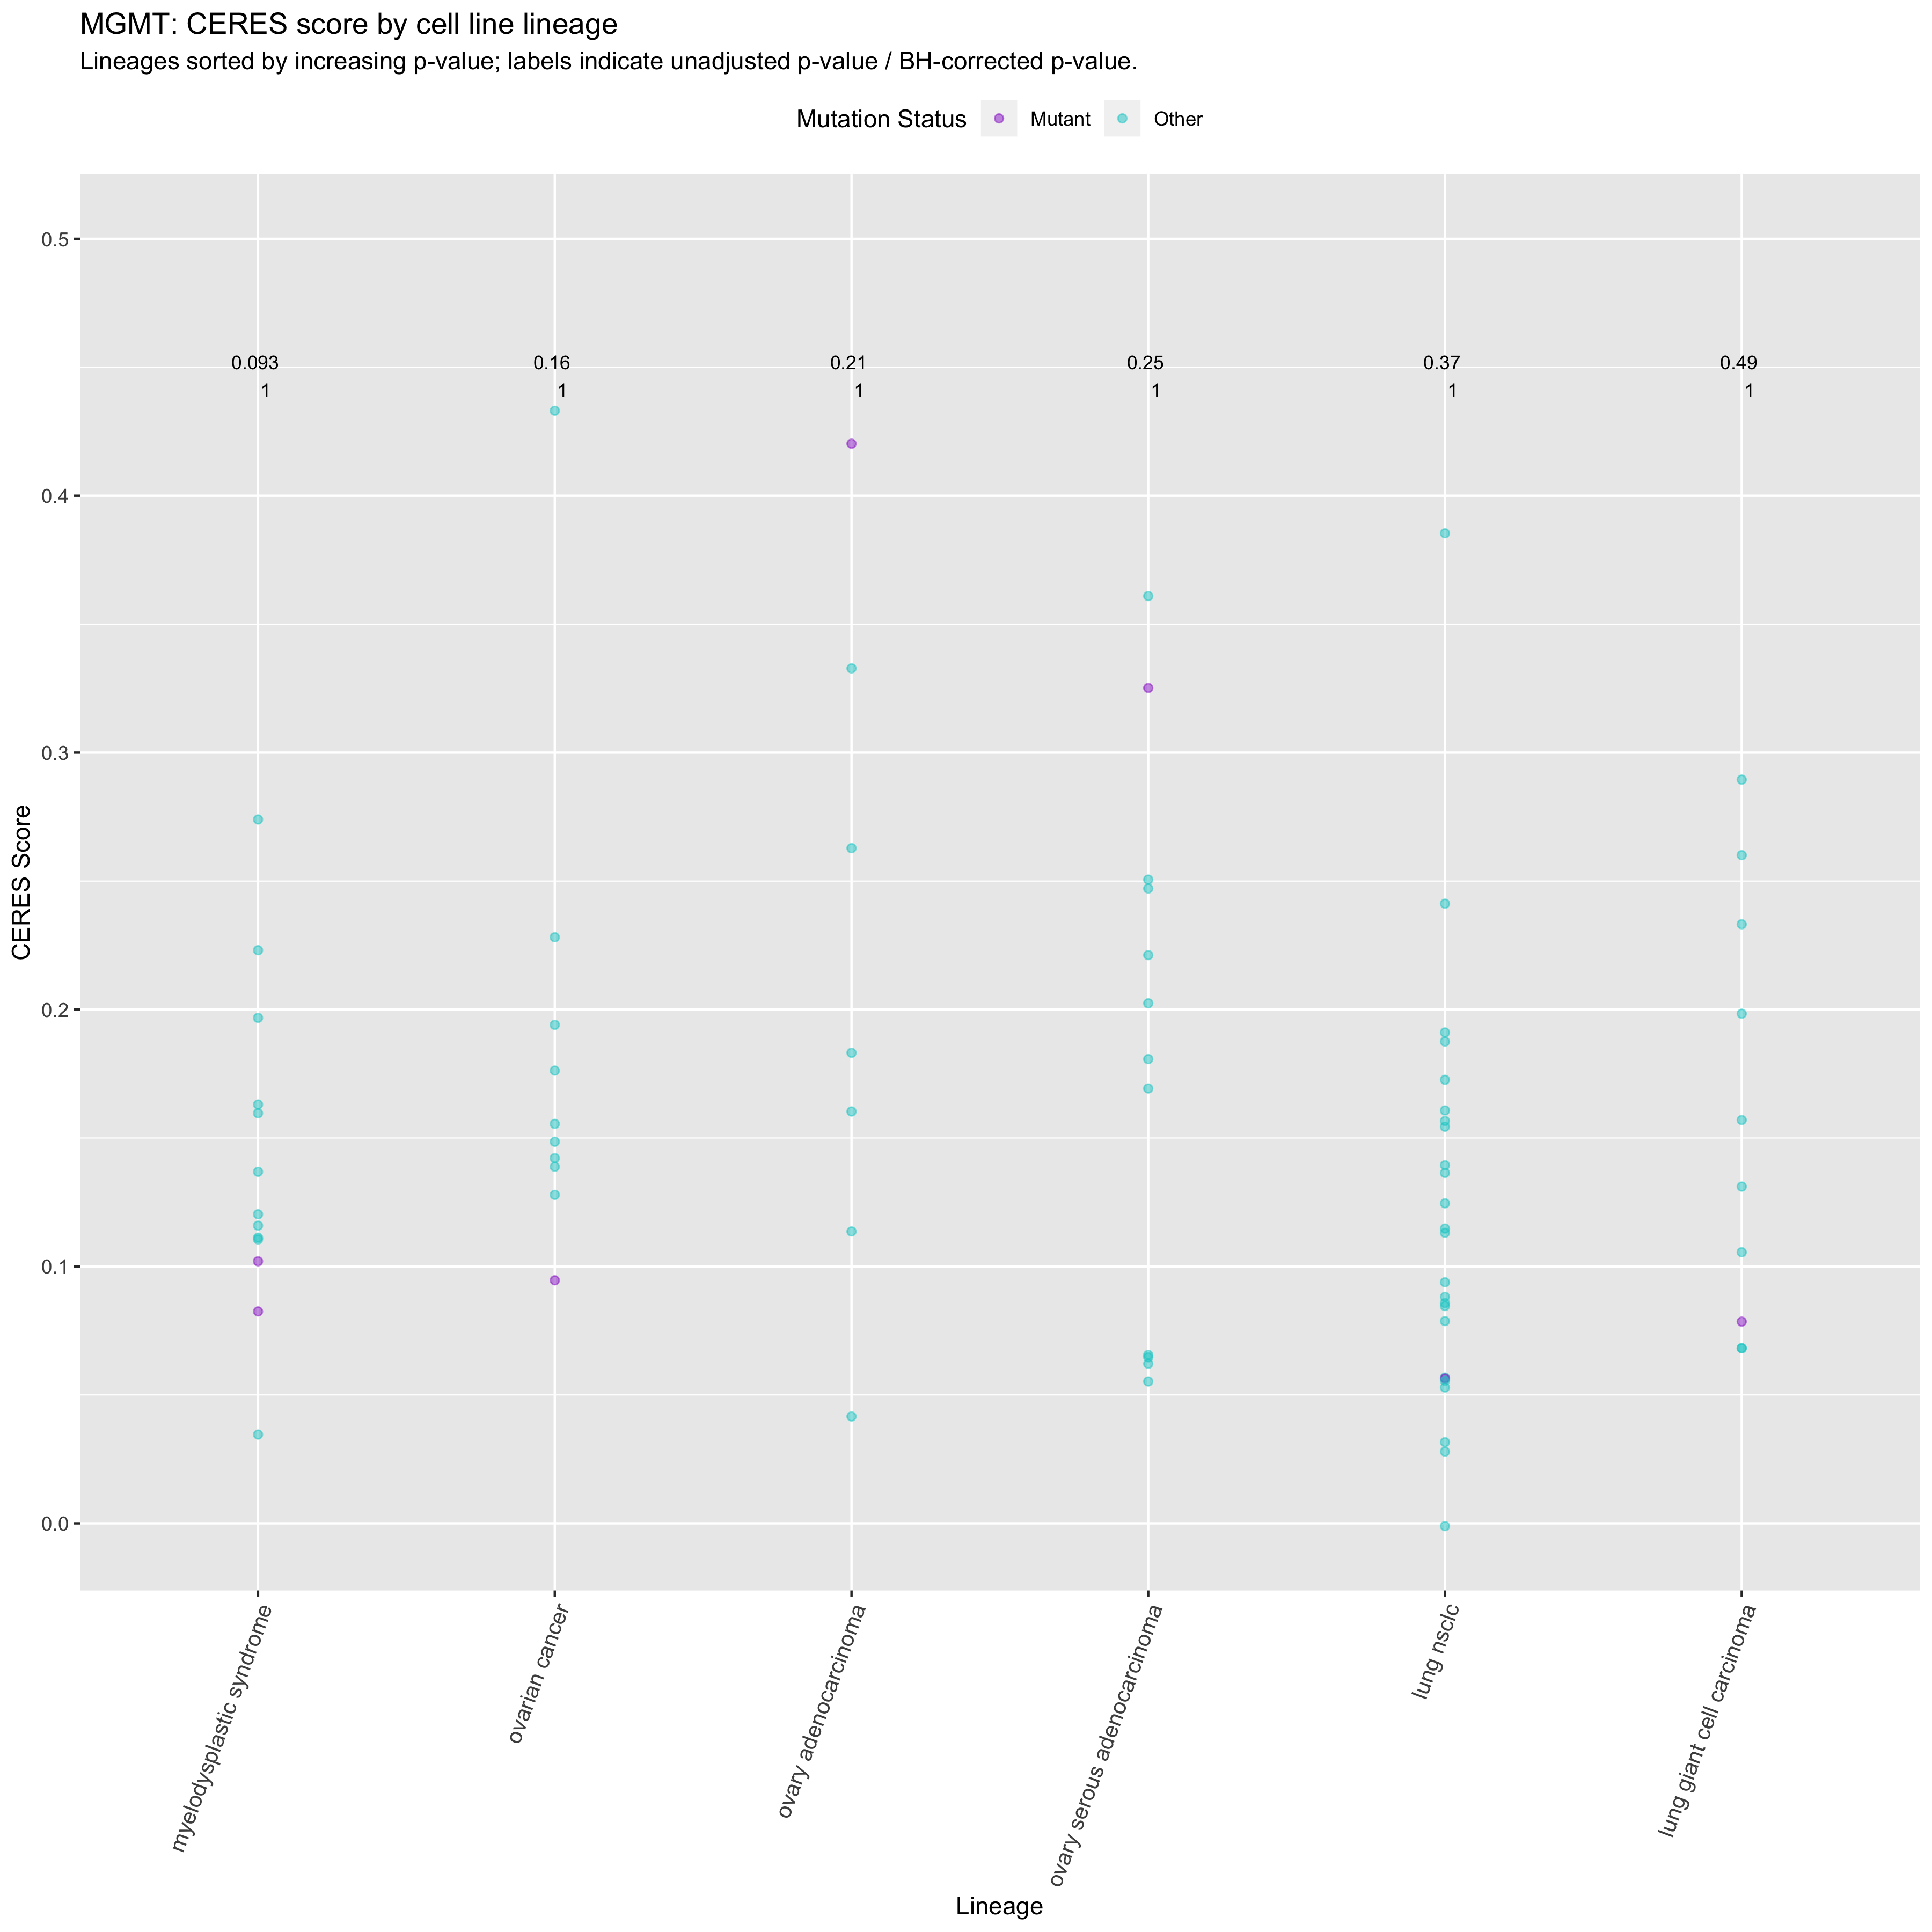 MGMT: CERES score by cell line lineage
Lineages sorted by increasing p-value; labels indicate unadjusted p-value / BH-corrected p-value.
Mutation Status Mutant Other
0.5
0.093 0.16 0.21 0.25 0.37 0.49
1 1 1 1 1 1
0.4
0.3
CERES Score
0.2
0.1
0.0
myelodysplastic syndrome
ovarian cancer
ovary adenocarcinoma
ovary serous adenocarcinoma
lung nsclc
lung giant cell carcinoma
Lineage